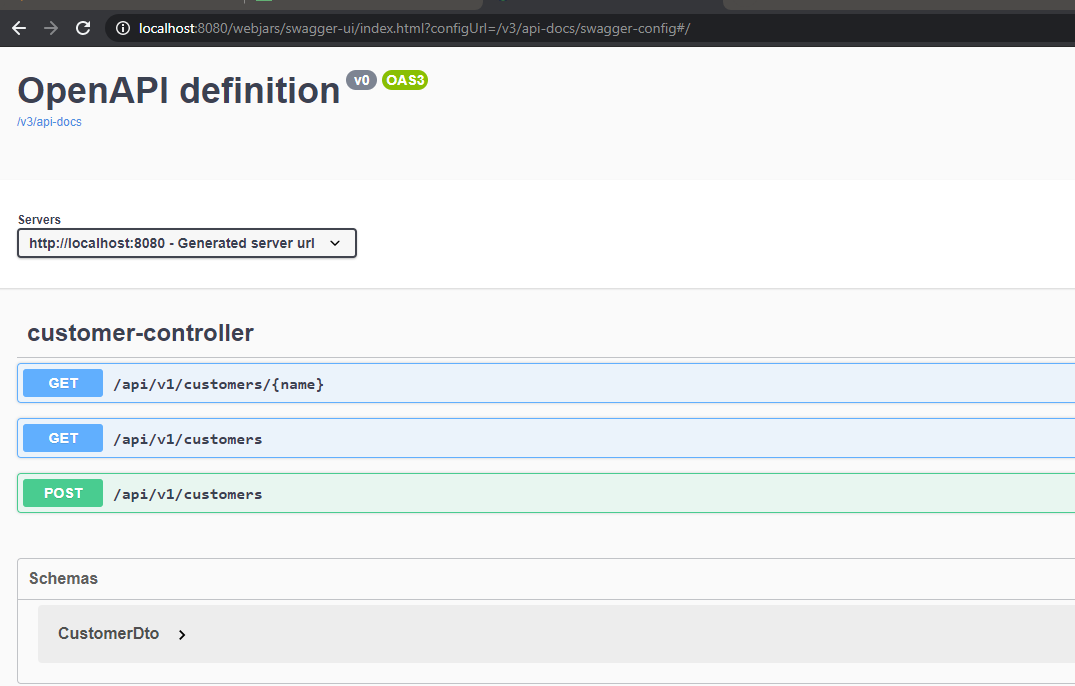 localhost:8080/webjars/swagger-ui/index.html?configUrl=/v3/api-docs/swagger-config#/
OpenAPI definition v0 OAS3
/v3/api-docs
Servers
http://localhost:8080 - Generated server url
customer-controller
GET /api/v1/customers/{name}
GET /api/v1/customers
POST /api/v1/customers
Schemas
CustomerDto